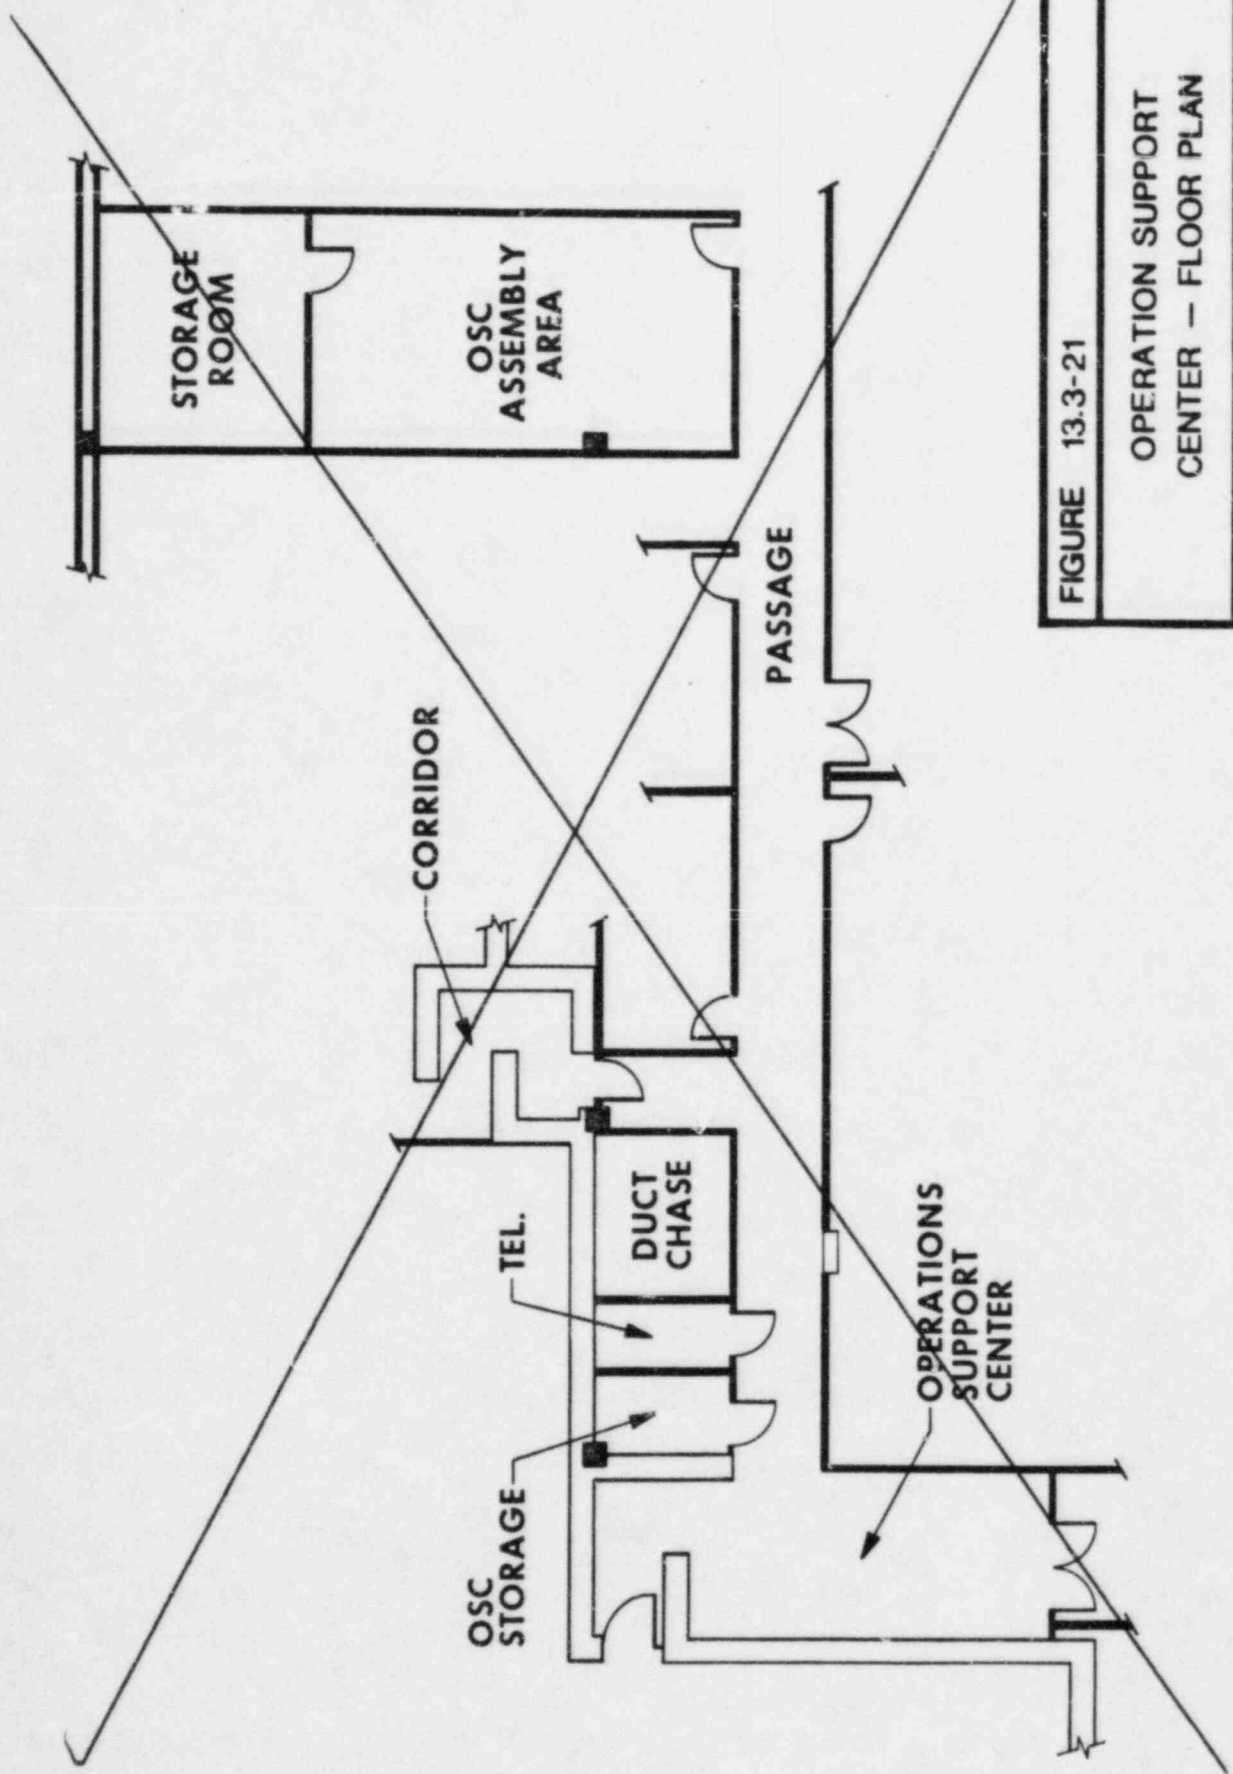 STORAGE
ROOM
OSC
ASSEMBLY
AREA
CORRIDOR
PASSAGE
TEL.
DUCT
CHASE
OSC
STORAGE
OPERATIONS
SUPPORT
CENTER
FIGURE 13.3-21
OPERATION SUPPORT
CENTER – FLOOR PLAN